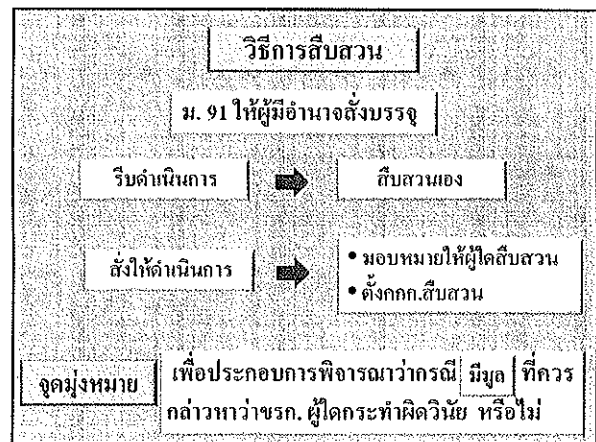 วิธีการสืบสวน
ม. 91 ให้ผู้มีอำนาจสั่งบรรจุ
รีบดำเนินการ
สืบสวนเอง
สั่งให้ดำเนินการ
• มอบหมายให้ผู้ใดสืบสวน
• ตั้งกกก.สืบสวน
จุดมุ่งหมาย
เพื่อประกอบการพิจารณาว่ากรณี มีมูล ที่ควร
กล่าวหาว่าขรก. ผู้ใดกระทำผิดวินัย หรือไม่